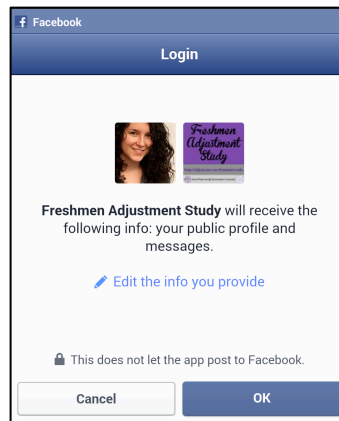 f Facebook
Login
Freshmen
Adjustment
Study
Freshmen Adjustment Study will receive the
following info: your public profile and
messages.
Edit the info you provide
This does not let the app post to Facebook.
Cancel
OK